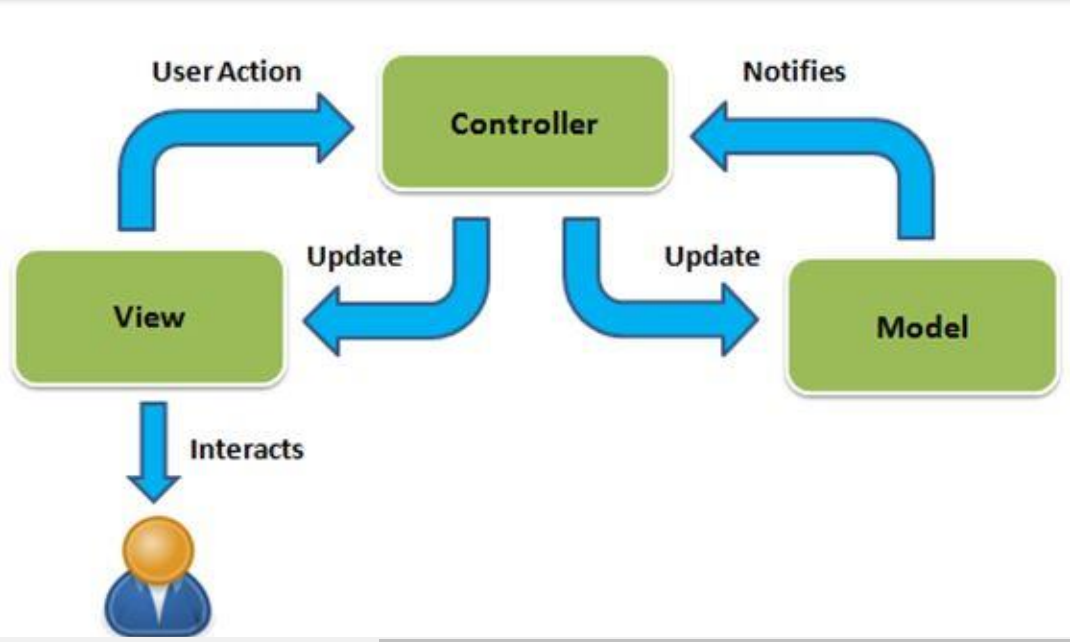 User Action
Controller
Notifies
Update
Update
View
Model
Interacts